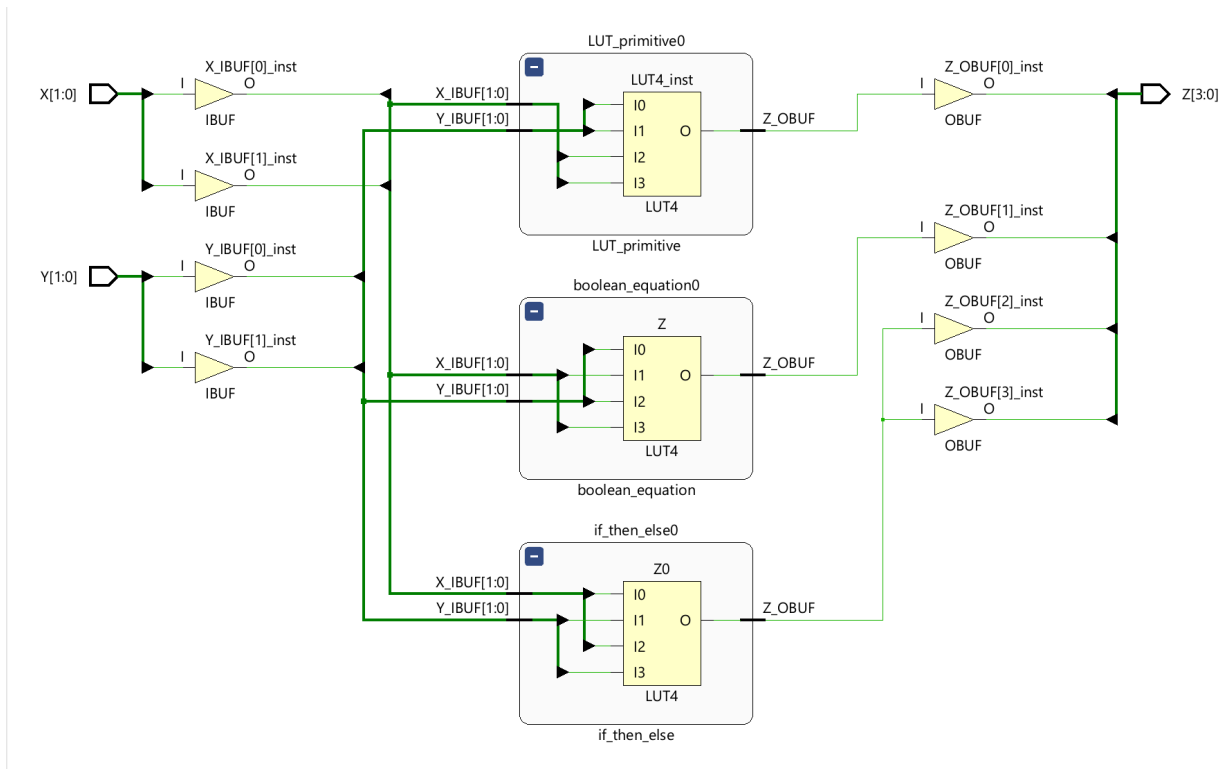 X[1:0]
I
X_IBUF[0]_inst
O
IBUF
I
X_IBUF[1]_inst
O
IBUF
Y[1:0]
I
Y_IBUF[0]_inst
O
IBUF
I
Y_IBUF[1]_inst
O
IBUF
LUT_primitive0
X_IBUF[1:0]
Y_IBUF[1:0]
LUT4_inst
I0
I1
I2
I3
O
LUT4
Z_OBUF
LUT_primitive
boolean_equation0
X_IBUF[1:0]
Y_IBUF[1:0]
Z
I0
I1
I2
I3
O
LUT4
Z_OBUF
boolean_equation
if_then_else0
X_IBUF[1:0]
Y_IBUF[1:0]
Z0
I0
I1
I2
I3
O
LUT4
Z_OBUF
if_then_else
Z_OBUF[0]_inst
I
O
OBUF
Z_OBUF[1]_inst
I
O
OBUF
Z_OBUF[2]_inst
I
O
OBUF
Z_OBUF[3]_inst
I
O
OBUF
Z[3:0]